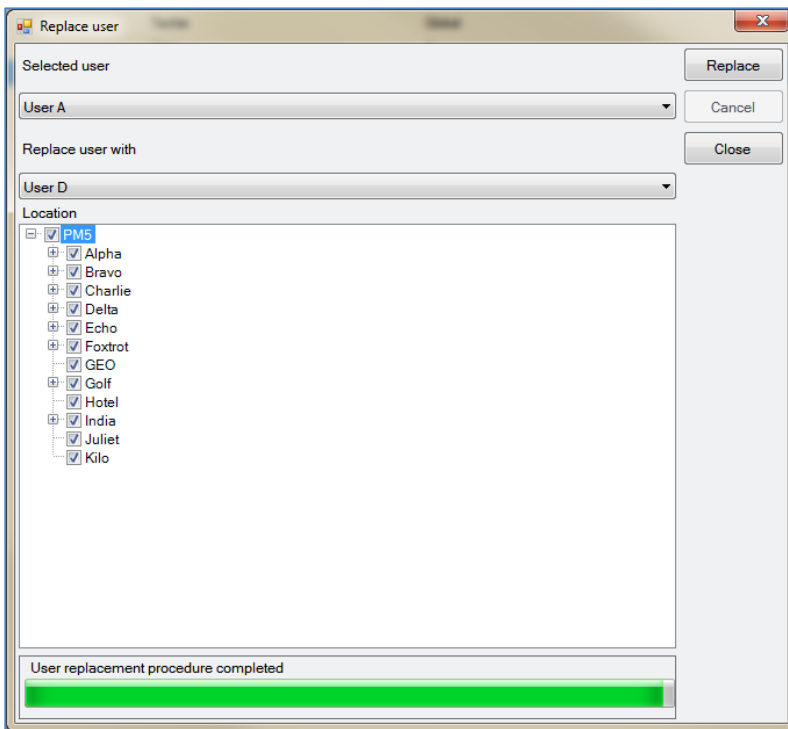 Replace user
Selected user
Replace
User A
Cancel
Replace user with
Close
User D
Location
PM5
Alpha
Bravo
Charlie
Delta
Echo
Foxtrot
GEO
Golf
Hotel
India
Juliet
Kilo
User replacement procedure completed